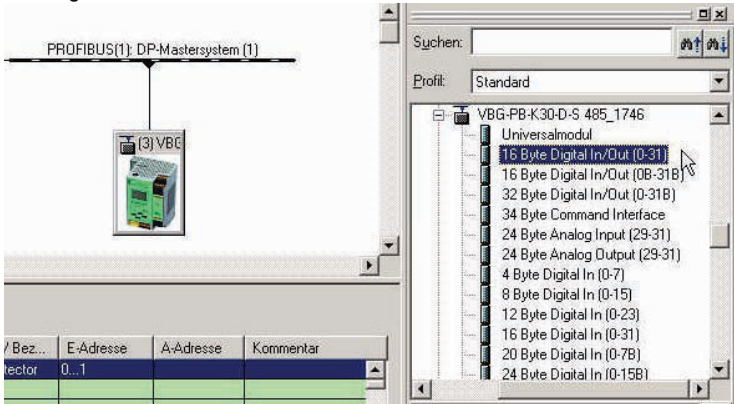 PROFIBUS(1): DP-Mastersystem (1)
(3) VBG
/ Bez...
E-Adresse
A-Adresse
Kommentar
tector
0...1
Suchen:
Profil:
Standard
VBG-PB-K30-D-S 485_1746
Universalmodul
16 Byte Digital In/Out (0-31)
16 Byte Digital In/Out (0B-31B)
32 Byte Digital In/Out (0-31B)
34 Byte Command Interface
24 Byte Analog Input (29-31)
24 Byte Analog Output (29-31)
4 Byte Digital In (0-7)
8 Byte Digital In (0-15)
12 Byte Digital In (0-23)
16 Byte Digital In (0-31)
20 Byte Digital In (0-7B)
24 Byte Digital In (0-15B)